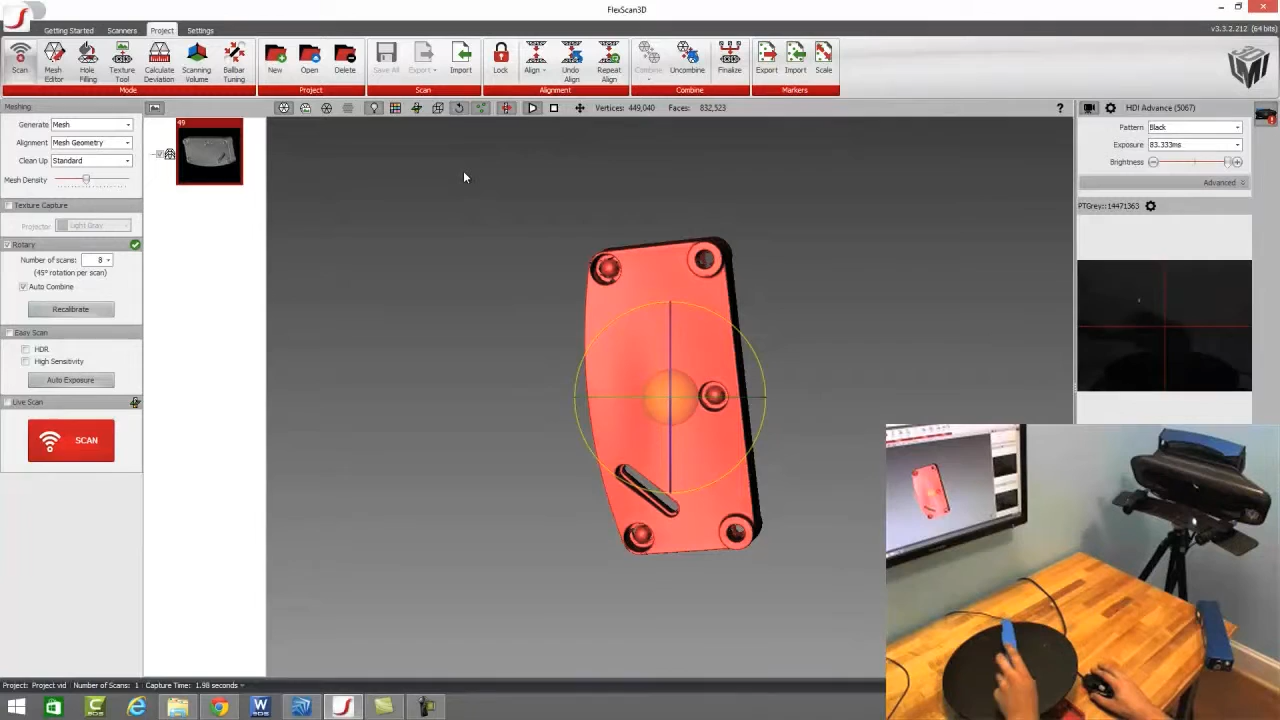 FlexScan3D
Getting Started Scanners Project Settings
v3.3.2.212 (64 bits)
Scan Mesh Editor Hole Filling Texture Tool Calculate Deviation Scanning Volume Ballbar Tuning New Open Delete Save All Export Import Lock Align Undo Align Repeat Align Combine Uncombine Finalize Export Import Scale
Mode Project Scan Alignment Combine Markers
Meshing
Vertices: 449,040 Faces: 832,523
?
HDI Advance (5067)
Generate Mesh
49
Pattern Black
Alignment Mesh Geometry
Exposure 83.333ms
Clean Up Standard
Brightness
Mesh Density
Advanced
Texture Capture
PTGrey::14471363
Projector Light Gray
Rotary
Number of scans: 8
(45° rotation per scan)
Auto Combine
Recalibrate
Easy Scan
HDR
High Sensitivity
Auto Exposure
Live Scan
SCAN
Project: Project vid Number of Scans: 1 Capture Time: 1.98 seconds